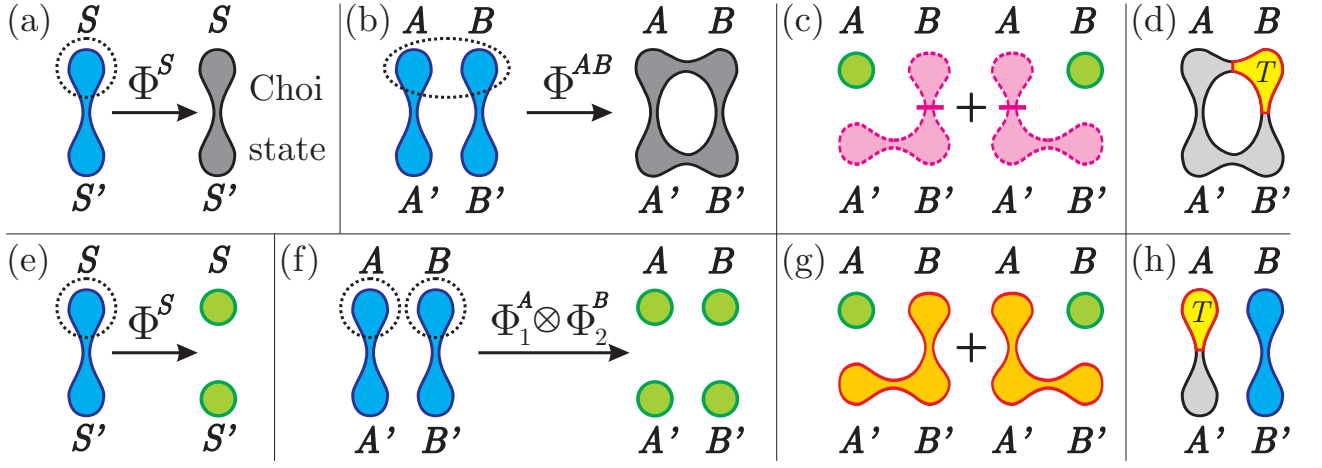 (a) S S (b) A B A B (c) A B A B (d) A B
Φ^S Choi Φ^{AB} + T
state
S' S' A' B' A' B' A' B' A' B' A' B'
(e) S S (f) A B A B (g) A B A B (h) A B
Φ^S Φ_1^A ⊗ Φ_2^B + T
S' S' A' B' A' B' A' B' A' B' A' B'